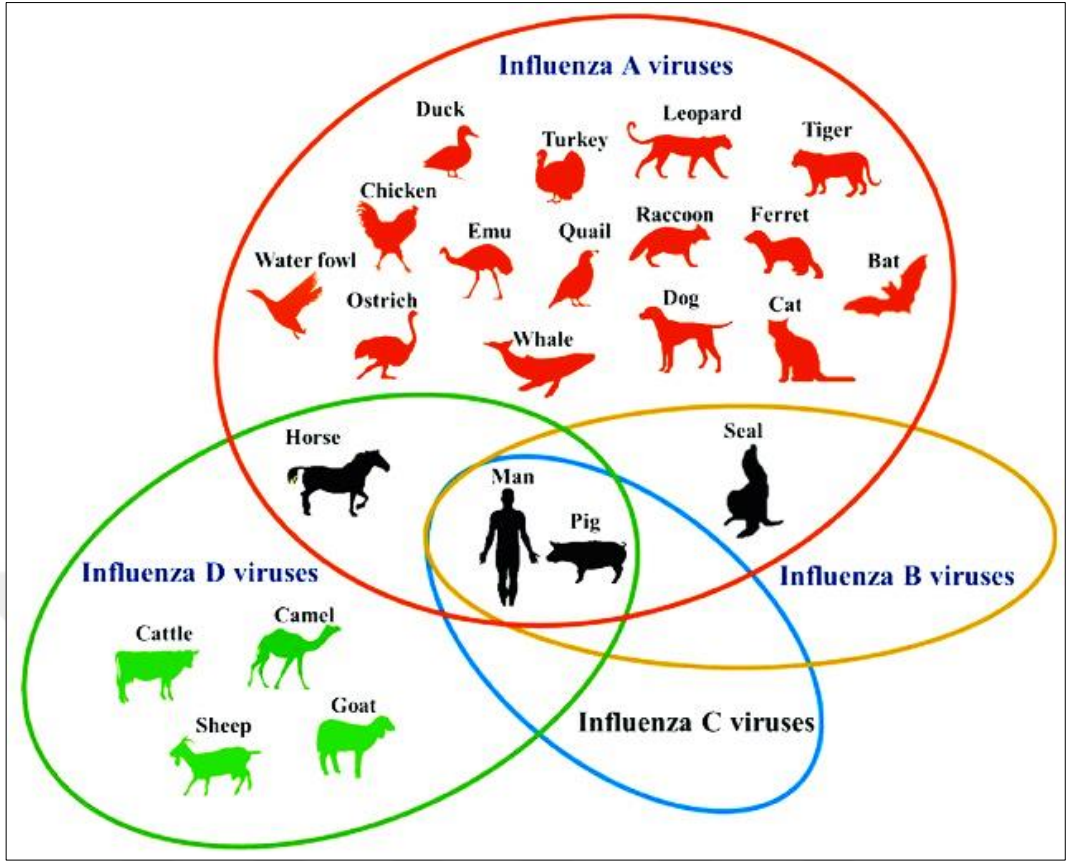 Influenza A viruses
Duck
Leopard
Turkey
Tiger
Chicken
Raccoon
Ferret
Emu
Quail
Water fowl
Bat
Ostrich
Dog
Cat
Whale
Horse
Seal
Man
Pig
Influenza D viruses
Influenza B viruses
Camel
Cattle
Goat
Sheep
Influenza C viruses